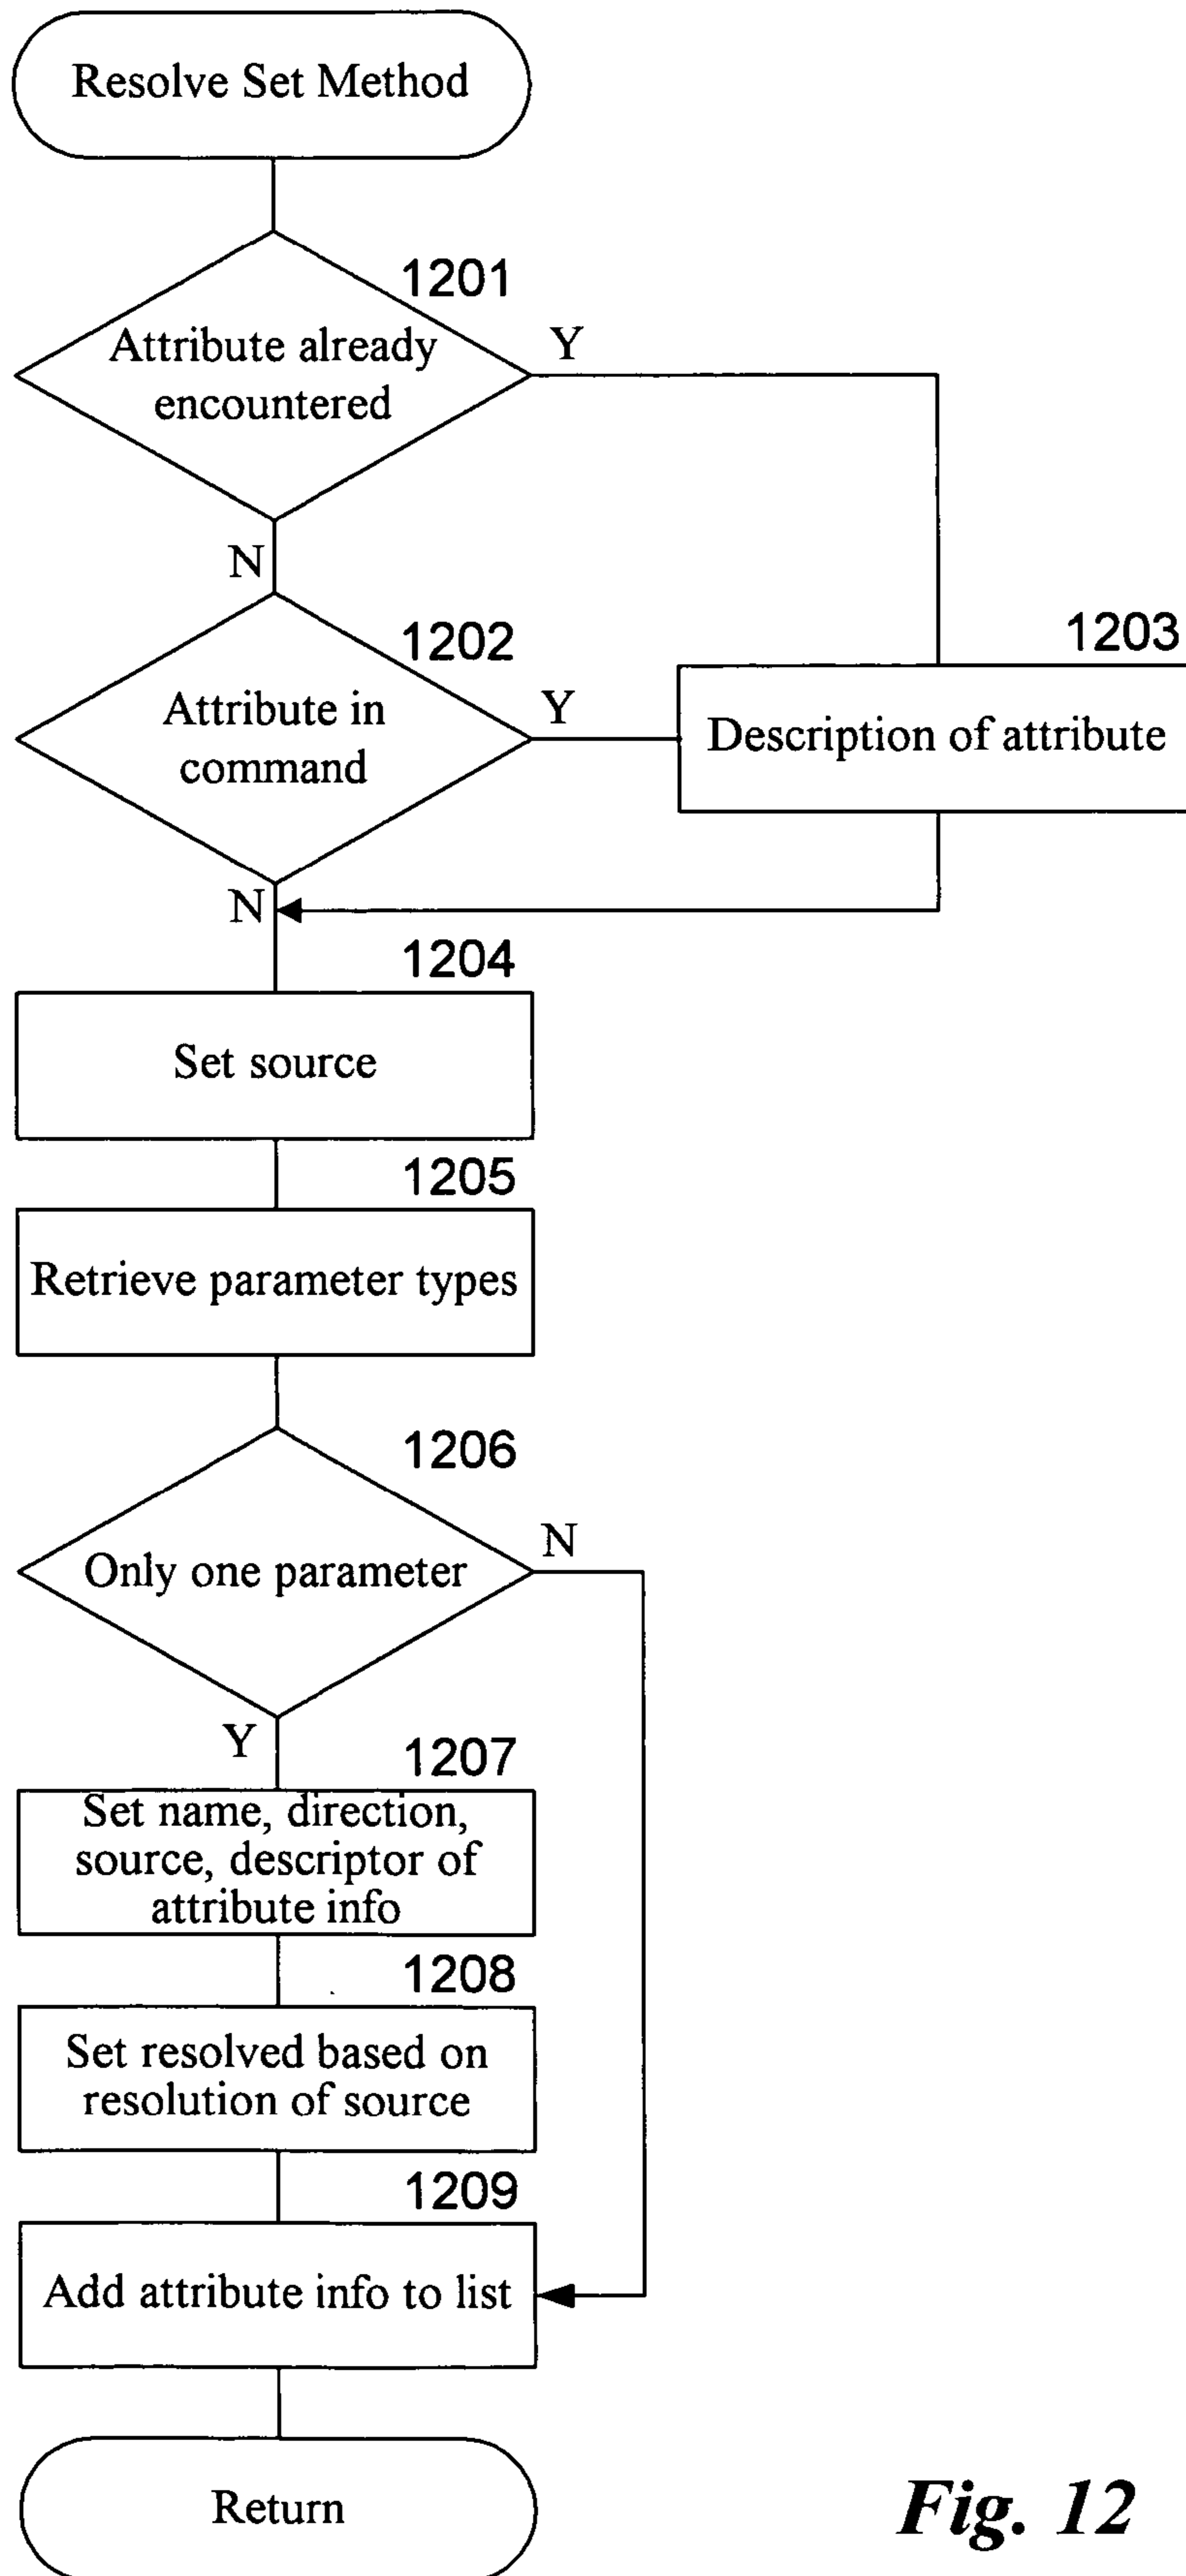 Resolve Set Method
1201
Attribute already
encountered
Y
N
1202
Attribute in
command
Y
1203
Description of attribute
N
1204
Set source
1205
Retrieve parameter types
1206
Only one parameter
N
Y
1207
Set name, direction,
source, descriptor of
attribute info
1208
Set resolved based on
resolution of source
1209
Add attribute info to list
Return
Fig. 12